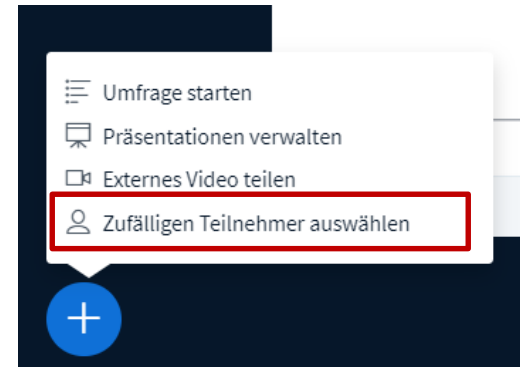 Umfrage starten
Präsentationen verwalten
Externes Video teilen
Zufälligen Teilnehmer auswählen